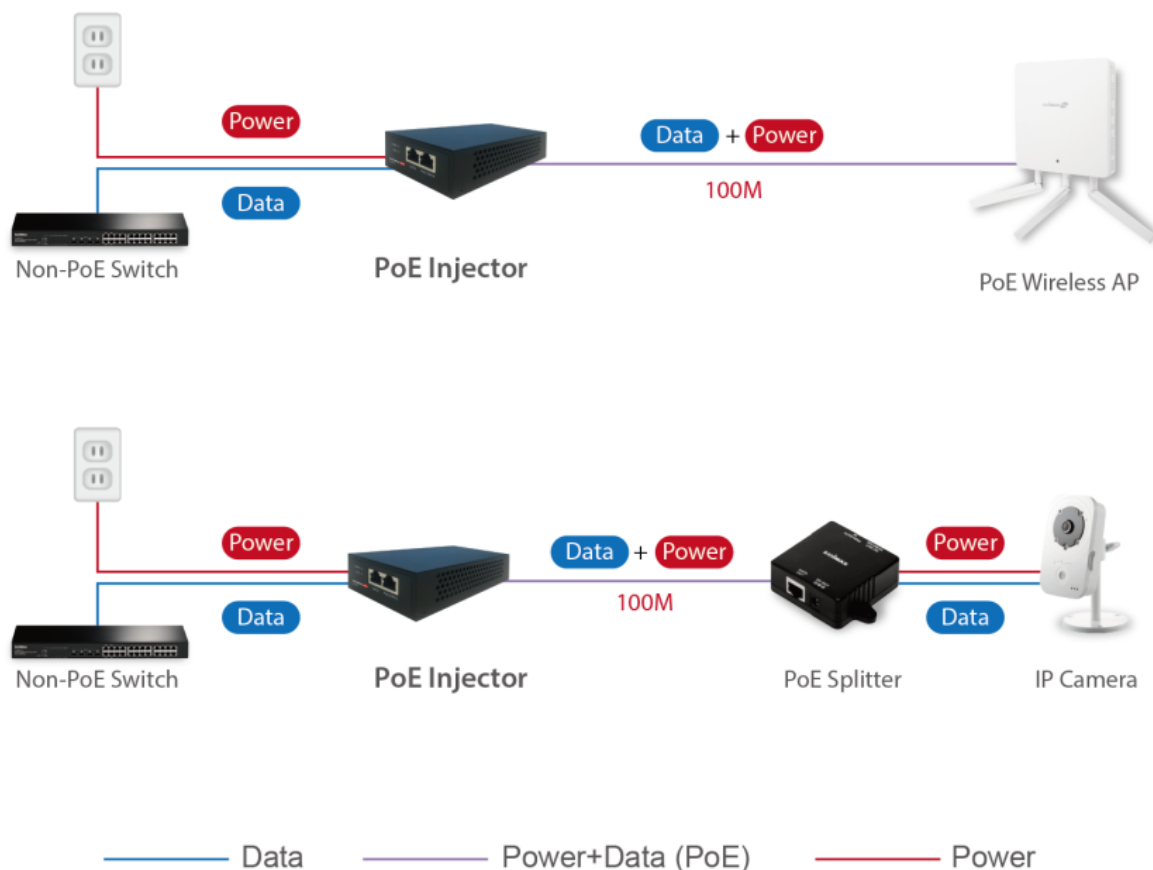 Power
Data + Power
Data
100M
Non-PoE Switch
PoE Injector
PoE Wireless AP
Power
Data + Power
Power
Data
100M
Data
Non-PoE Switch
PoE Injector
PoE Splitter
IP Camera
Data
Power+Data (PoE)
Power